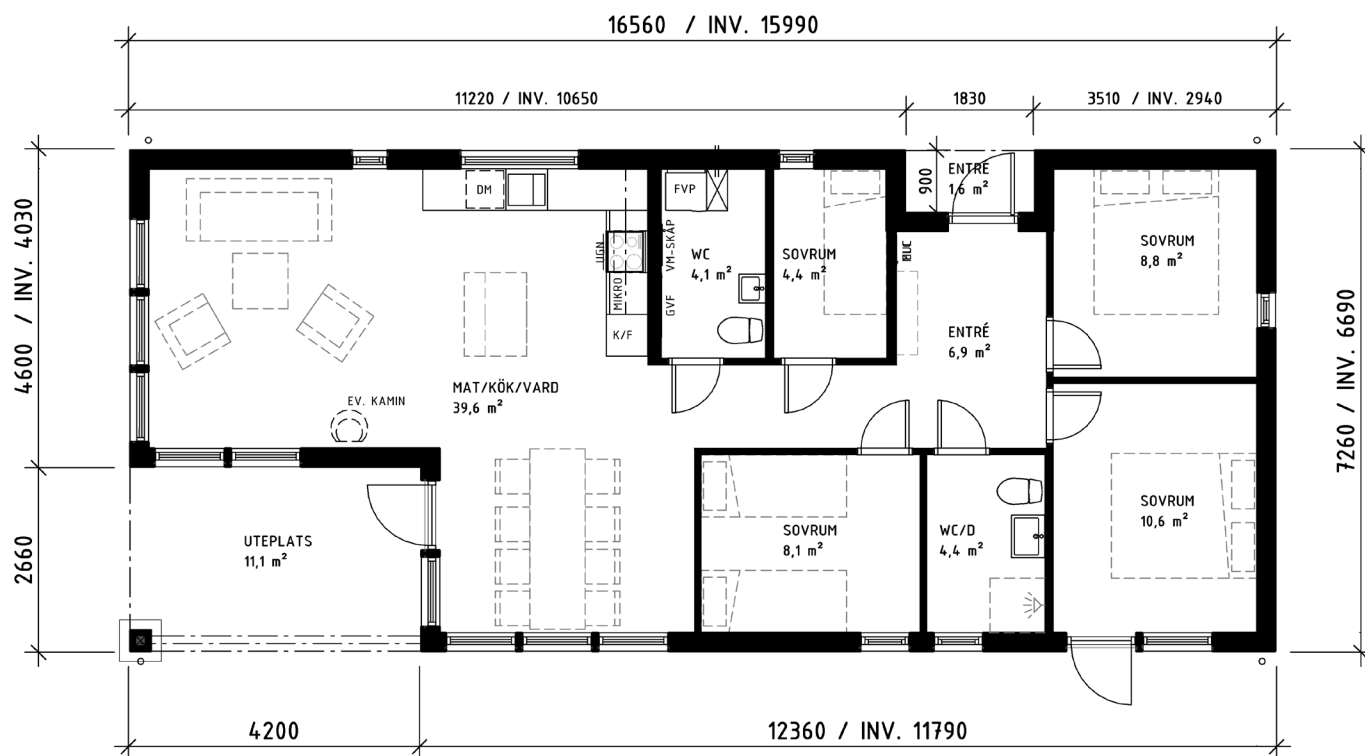 16560 / INV. 15990
11220 / INV. 10650
1830
3510 / INV. 2940
4600 / INV. 4030
2660
7260 / INV. 6690
900
ENTRÉ
1,6 m²
DM
FVP
UGN
MIKRO
K/F
VM-SKÅP
GVF
WC
4,1 m²
SOVRUM
4,4 m²
SOVRUM
8,8 m²
ENTRÉ
6,9 m²
MAT/KÖK/VARD
39,6 m²
EV. KAMIN
UTEPLATS
11,1 m²
SOVRUM
8,1 m²
WC/D
4,4 m²
SOVRUM
10,6 m²
4200
12360 / INV. 11790